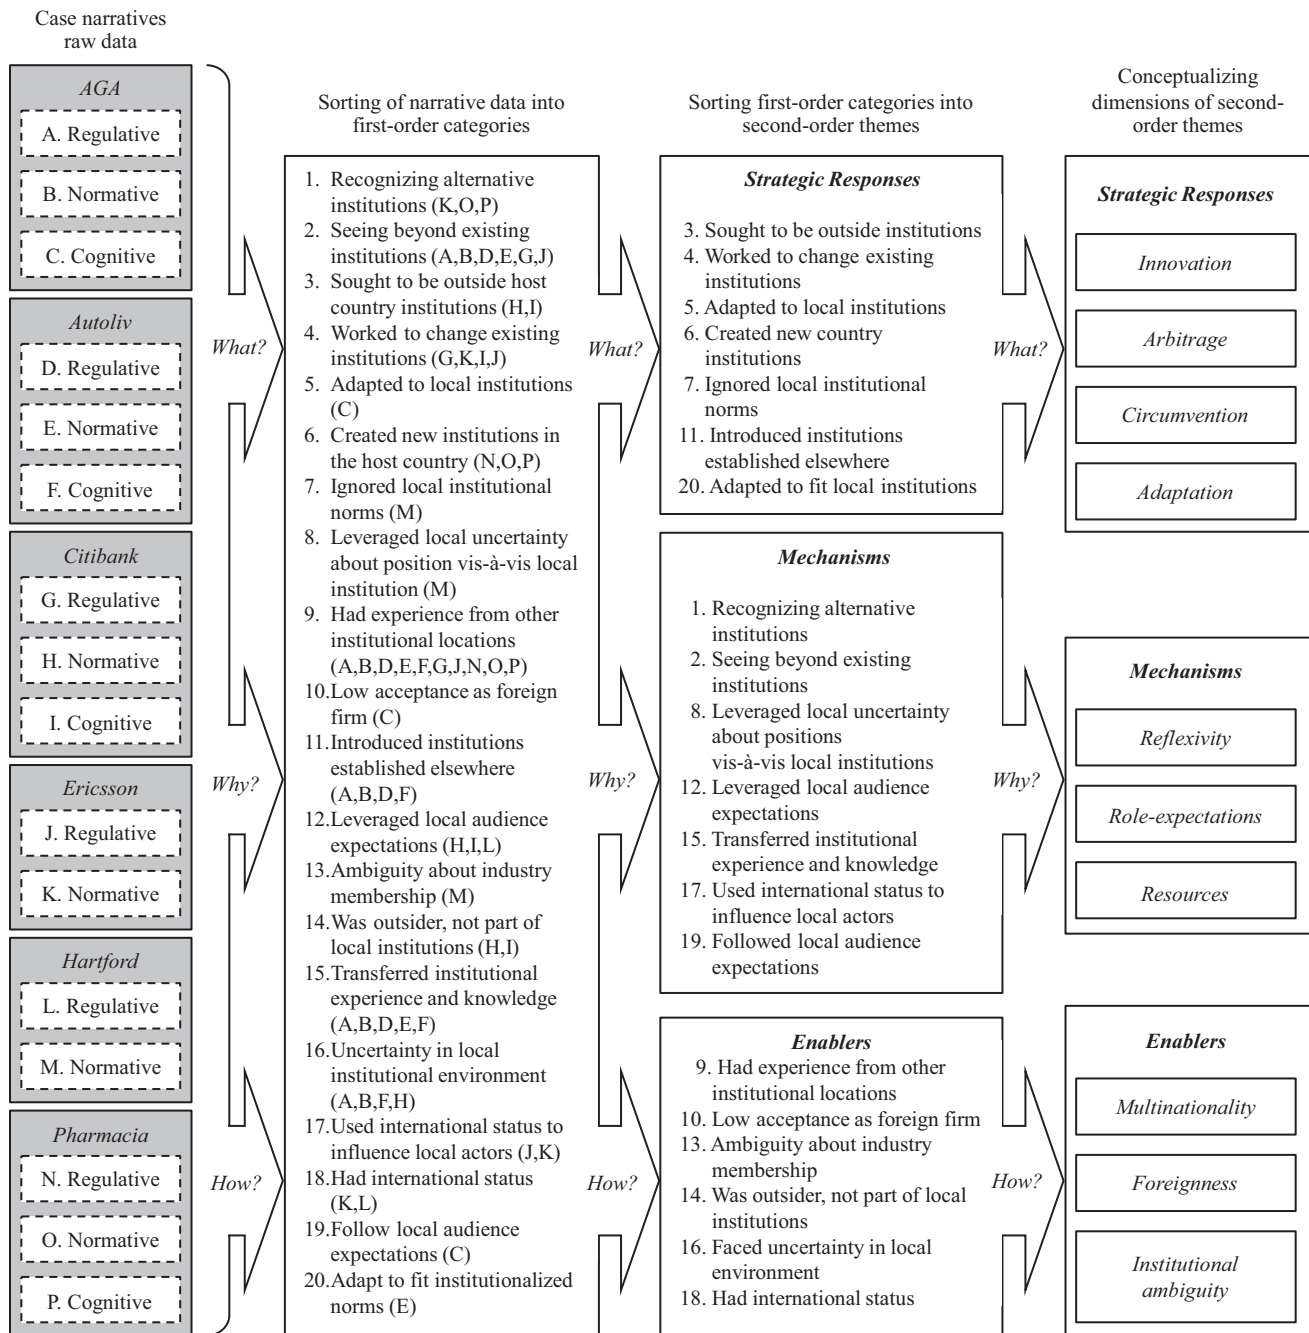 Case narratives
raw data
AGA
A. Regulative
B. Normative
C. Cognitive
Autoliv
D. Regulative
E. Normative
F. Cognitive
Citibank
G. Regulative
H. Normative
I. Cognitive
Ericsson
J. Regulative
K. Normative
Hartford
L. Regulative
M. Normative
Pharmacia
N. Regulative
O. Normative
P. Cognitive
What?
Why?
How?
Sorting of narrative data into
first-order categories
1. Recognizing alternative
institutions (K,O,P)
2. Seeing beyond existing
institutions (A,B,D,E,G,J)
3. Sought to be outside host
country institutions (H,I)
4. Worked to change existing
institutions (G,K,I,J)
5. Adapted to local institutions
(C)
6. Created new institutions in
the host country (N,O,P)
7. Ignored local institutional
norms (M)
8. Leveraged local uncertainty
about position vis-à-vis local
institution (M)
9. Had experience from other
institutional locations
(A,B,D,E,F,G,J,N,O,P)
10. Low acceptance as foreign
firm (C)
11. Introduced institutions
established elsewhere
(A,B,D,F)
12. Leveraged local audience
expectations (H,I,L)
13. Ambiguity about industry
membership (M)
14. Was outsider, not part of
local institutions (H,I)
15. Transferred institutional
experience and knowledge
(A,B,D,E,F)
16. Uncertainty in local
institutional environment
(A,B,F,H)
17. Used international status to
influence local actors (J,K)
18. Had international status
(K,L)
19. Follow local audience
expectations (C)
20. Adapt to fit institutionalized
norms (E)
What?
Why?
How?
Sorting first-order categories into
second-order themes
Strategic Responses
3. Sought to be outside institutions
4. Worked to change existing
institutions
5. Adapted to local institutions
6. Created new country
institutions
7. Ignored local institutional
norms
11. Introduced institutions
established elsewhere
20. Adapted to fit local institutions
Mechanisms
1. Recognizing alternative
institutions
2. Seeing beyond existing
institutions
8. Leveraged local uncertainty
about positions
vis-à-vis local institutions
12. Leveraged local audience
expectations
15. Transferred institutional
experience and knowledge
17. Used international status to
influence local actors
19. Followed local audience
expectations
Enablers
9. Had experience from other
institutional locations
10. Low acceptance as foreign firm
13. Ambiguity about industry
membership
14. Was outsider, not part of local
institutions
16. Faced uncertainty in local
environment
18. Had international status
What?
Why?
How?
Conceptualizing
dimensions of second-
order themes
Strategic Responses
Innovation
Arbitrage
Circumvention
Adaptation
Mechanisms
Reflexivity
Role-expectations
Resources
Enablers
Multinationality
Foreignness
Institutional
ambiguity